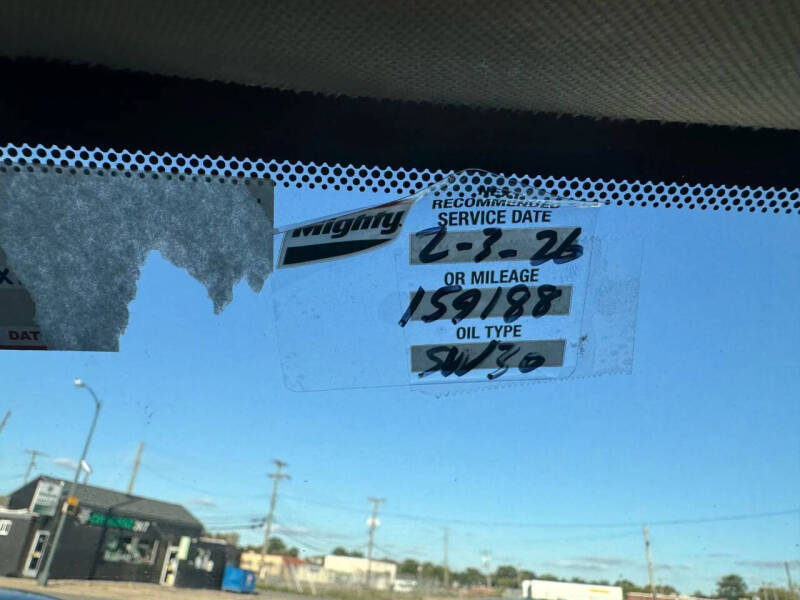 Mighty
NEXT
RECOMMENDED
SERVICE DATE
2-3-26
OR MILEAGE
159188
OIL TYPE
5W30
DAT